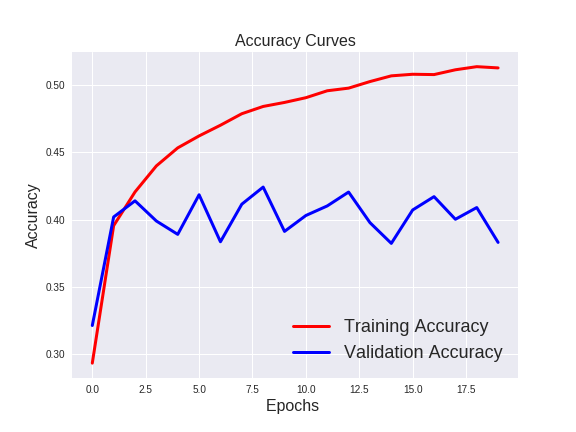 Accuracy Curves
0.50
0.45
0.40
0.35
0.30
Accuracy
Training Accuracy
Validation Accuracy
0.0 2.5 5.0 7.5 10.0 12.5 15.0 17.5
Epochs